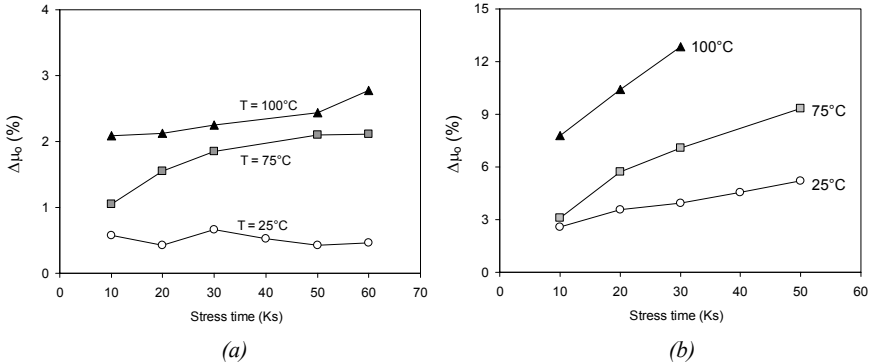 4
3
2
1
0
Δμₒ (%)
T = 100°C
T = 75°C
T = 25°C
0 10 20 30 40 50 60 70
Stress time (Ks)
(a)
15
12
9
6
3
0
Δμₒ (%)
100°C
75°C
25°C
0 10 20 30 40 50 60
Stress time (Ks)
(b)